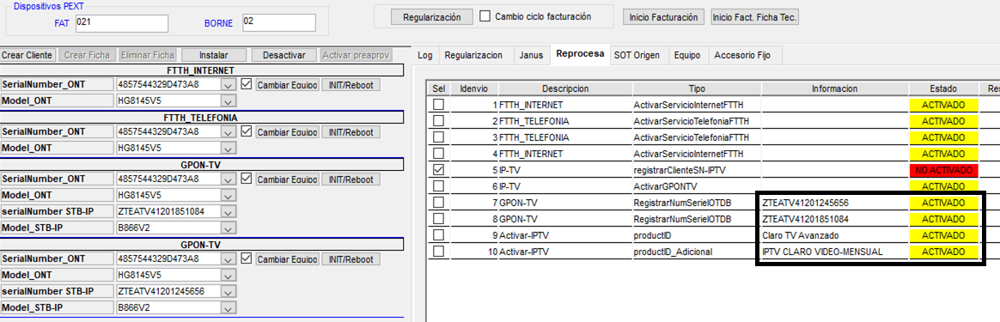 Dispositivos PEXT
FAT 021 BORNE 02
Regularización Cambio ciclo facturación Inicio Facturación Inicio Fact. Ficha Tec.
Crear Cliente Crear Ficha Eliminar Ficha Instalar Desactivar Activar preaprov
FTTH_INTERNET
SerialNumber_ONT 4857544329D473A8 Cambiar Equipo INIT/Reboot
Model_ONT HG8145V5
FTTH_TELEFONIA
SerialNumber_ONT 4857544329D473A8 Cambiar Equipo INIT/Reboot
Model_ONT HG8145V5
GPON-TV
SerialNumber_ONT 4857544329D473A8 Cambiar Equipo INIT/Reboot
Model_ONT HG8145V5
serialNumber STB-IP ZTEATV41201851084
Model_STB-IP B866V2
GPON-TV
SerialNumber_ONT 4857544329D473A8 Cambiar Equipo INIT/Reboot
Model_ONT HG8145V5
serialNumber STB-IP ZTEATV41201245656
Model_STB-IP B866V2
Log Regularizacion Janus Reprocesa SOT Origen Equipo Accesorio Fijo
Sel Idenvio Descripcion Tipo Informacion Estado Res
1 FTTH_INTERNET ActivarServicioInternetFTTH ACTIVADO
2 FTTH_TELEFONIA ActivarServicioTelefoniaFTTH ACTIVADO
3 FTTH_TELEFONIA ActivarServicioTelefoniaFTTH ACTIVADO
4 FTTH_INTERNET ActivarServicioInternetFTTH ACTIVADO
5 IP-TV registrarClienteSN-IPTV NO ACTIVADO
6 IP-TV ActivarGPONTV ACTIVADO
7 GPON-TV RegistrarNumSerieIOTDB ZTEATV41201245656 ACTIVADO
8 GPON-TV RegistrarNumSerieIOTDB ZTEATV41201851084 ACTIVADO
9 Activar-IPTV productID Claro TV Avanzado ACTIVADO
10 Activar-IPTV productID_Adicional IPTV CLARO VIDEO-MENSUAL ACTIVADO